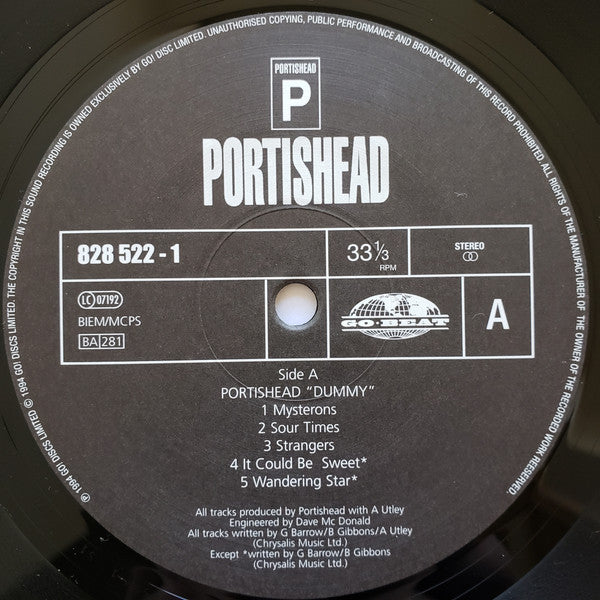 ℗ 1994 GO! DISCS LIMITED © 1994 GO! DISCS LIMITED. THE COPYRIGHT IN THIS SOUND RECORDING IS OWNED EXCLUSIVELY BY GO! DISC LIMITED. UNAUTHORISED COPYING, PUBLIC PERFORMANCE AND BROADCASTING OF THIS RECORD PROHIBITED. ALL RIGHTS OF THE MANUFACTURER OF THE OWNER OF THE RECORDED WORK REESERVED.
PORTISHEAD
P
PORTISHEAD
828 522 - 1
33 1/3
RPM
STEREO
LC 07192
BIEM/MCPS
BA 281
GO. BEAT
A
Side A
PORTISHEAD "DUMMY"
1 Mysterons
2 Sour Times
3 Strangers
4 It Could Be Sweet*
5 Wandering Star*
All tracks produced by Portishead with A Utley
Engineered by Dave Mc Donald
All tracks written by G Barrow/B Gibbons/A Utley
(Chrysalis Music Ltd.)
Except *written by G Barrow/B Gibbons
(Chrysalis Music Ltd.)